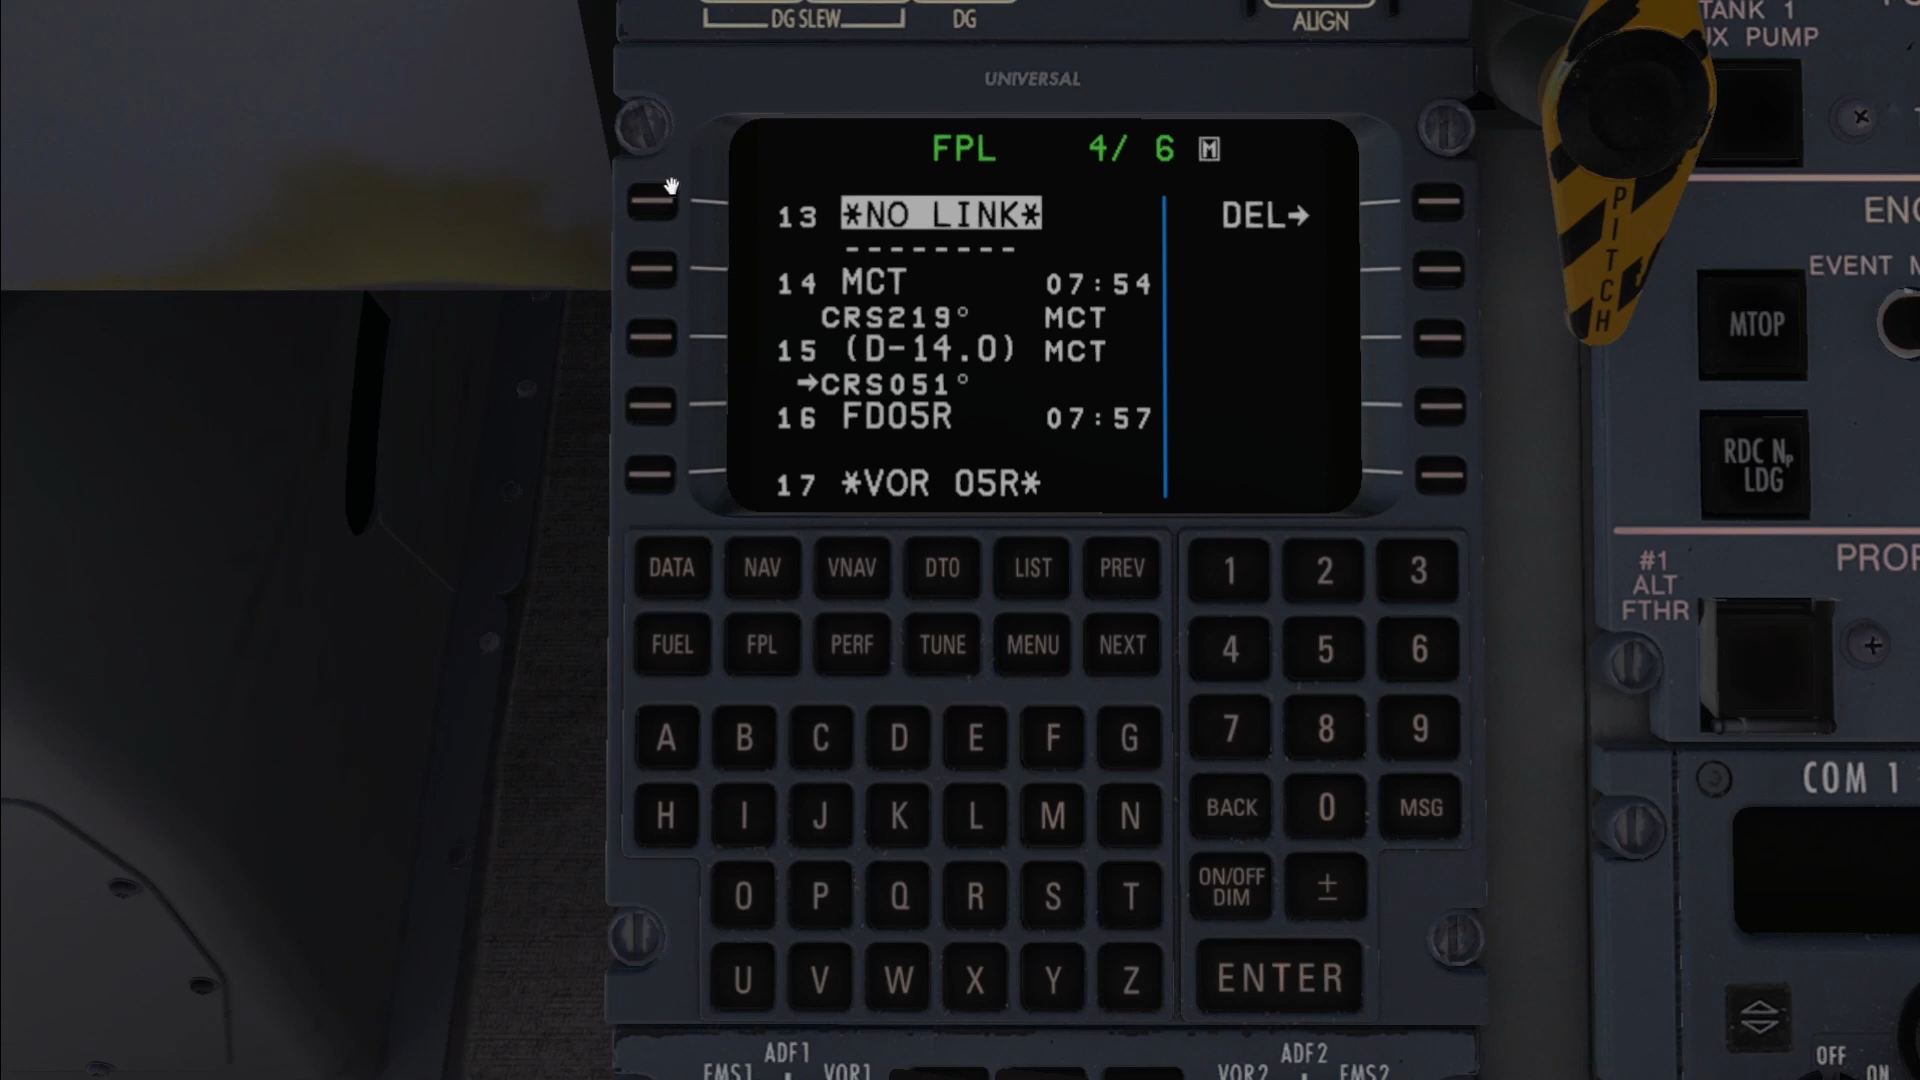 DG SLEW DG ALIGN
TANK 1
UX PUMP
UNIVERSAL
FPL 4/ 6 M
13 *NO LINK* DEL→
--------
14 MCT 07:54
CRS219° MCT
15 (D-14.0) MCT
→CRS051°
16 FD05R 07:57
17 *VOR 05R*
PITCH
EVENT
MTOP
RDC Np
LDG
#1
ALT
FTHR
DATA NAV VNAV DTO LIST PREV
FUEL FPL PERF TUNE MENU NEXT
1 2 3
4 5 6
7 8 9
BACK 0 MSG
ON/OFF
DIM
±
ENTER
A B C D E F G
H I J K L M N
O P Q R S T
U V W X Y Z
COM 1
ADF1 ADF2
FMS1 VOR1 VOR2 FMS2
OFF
ON